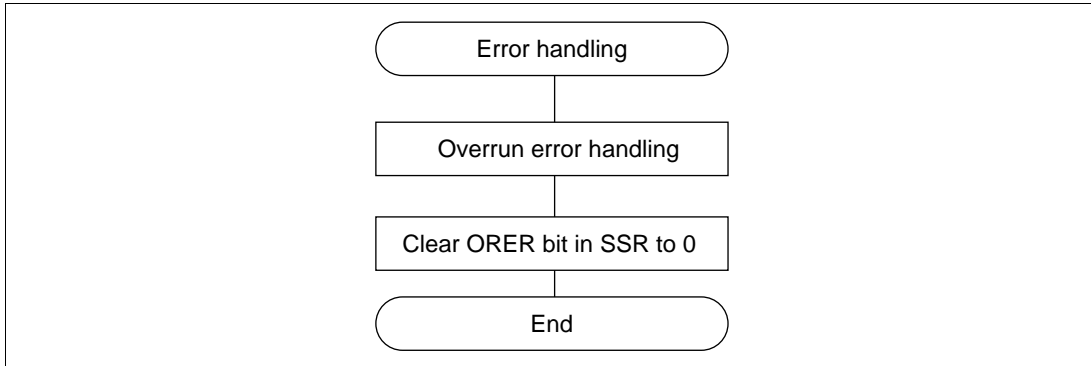 Error handling
Overrun error handling
Clear ORER bit in SSR to 0
End